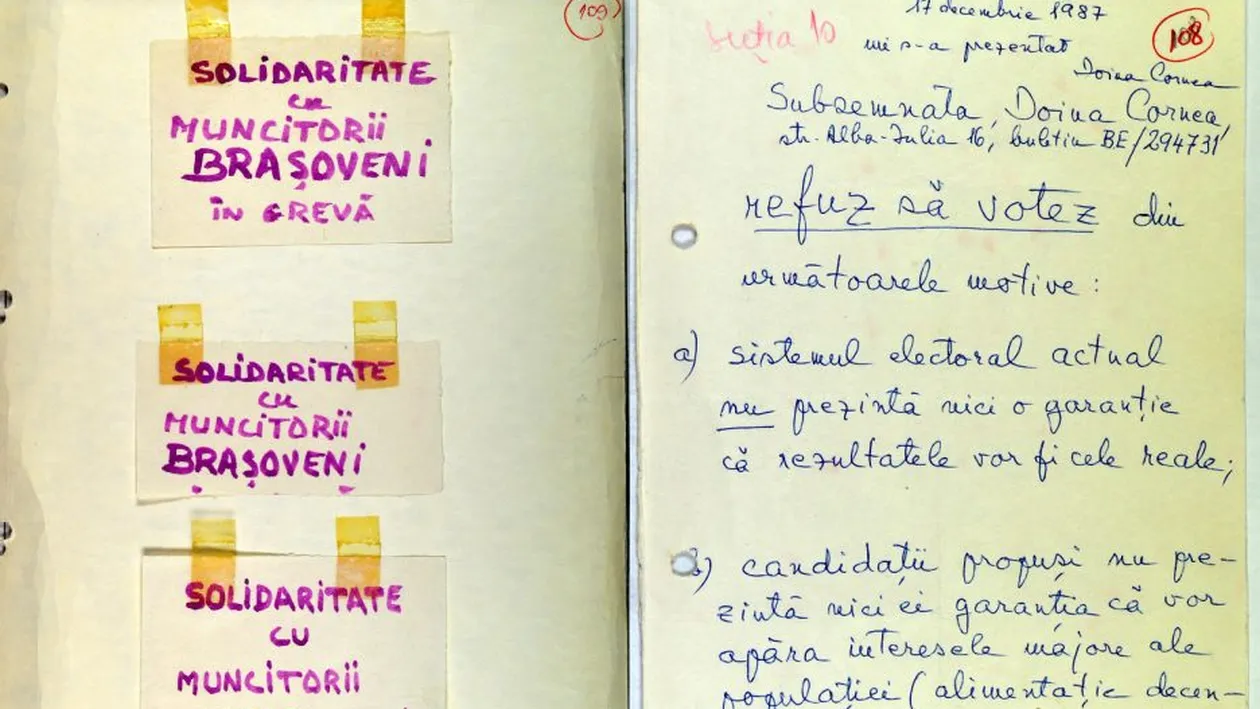 109
SOLIDARITATE
cu
MUNCITORII
BRAȘOVENI
ÎN GREVĂ
SOLIDARITATE
cu
MUNCITORII
BRAȘOVENI
SOLIDARITATE
CU
MUNCITORII
17 decembrie 1987
108
Secția 10
mi s-a prezentat
Doina Cornea
Subsemnata, Doina Cornea,
str. Alba-Iulia 16, buletin BE/294731
refuz să votez din
următoarele motive:
a) sistemul electoral actual
nu prezintă nici o garanție
că rezultatele vor fi cele reale;
b) candidații propuși nu pre-
zintă nici ei garanția că vor
apăra interesele majore ale
populației (alimentație decen-